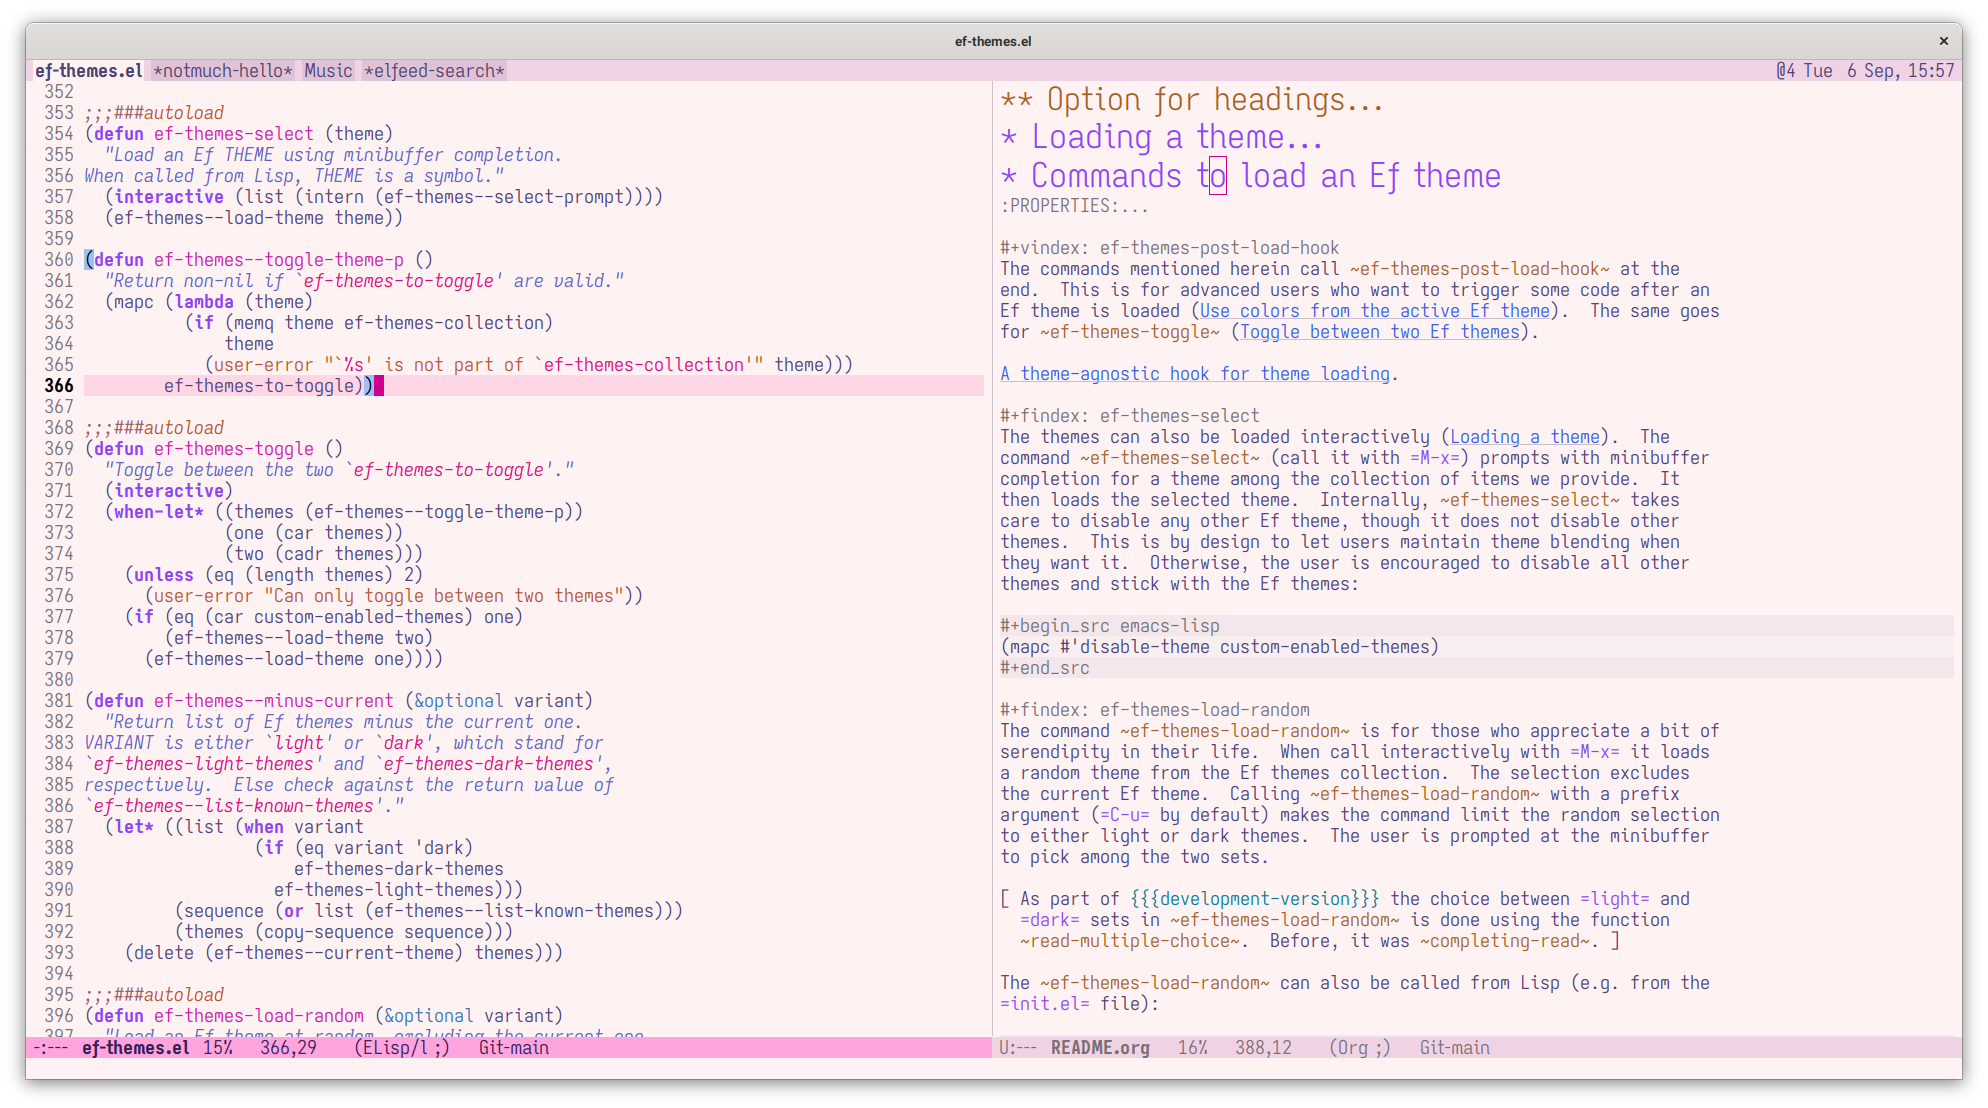 ef-themes.el
ef-themes.el *notmuch-hello* Music *elfeed-search* @4 Tue  6 Sep, 15:57
352
353 ;;;###autoload
354 (defun ef-themes-select (theme)
355   "Load an Ef THEME using minibuffer completion.
356 When called from Lisp, THEME is a symbol."
357   (interactive (list (intern (ef-themes--select-prompt))))
358   (ef-themes--load-theme theme))
359
360 (defun ef-themes--toggle-theme-p ()
361   "Return non-nil if `ef-themes-to-toggle' are valid."
362   (mapc (lambda (theme)
363           (if (memq theme ef-themes-collection)
364               theme
365             (user-error "`%s' is not part of `ef-themes-collection'" theme)))
366         ef-themes-to-toggle))
367
368 ;;;###autoload
369 (defun ef-themes-toggle ()
370   "Toggle between the two `ef-themes-to-toggle'."
371   (interactive)
372   (when-let* ((themes (ef-themes--toggle-theme-p))
373               (one (car themes))
374               (two (cadr themes)))
375     (unless (eq (length themes) 2)
376       (user-error "Can only toggle between two themes"))
377     (if (eq (car custom-enabled-themes) one)
378         (ef-themes--load-theme two)
379       (ef-themes--load-theme one))))
380
381 (defun ef-themes--minus-current (&optional variant)
382   "Return list of Ef themes minus the current one.
383 VARIANT is either `light' or `dark', which stand for
384 `ef-themes-light-themes' and `ef-themes-dark-themes',
385 respectively.  Else check against the return value of
386 `ef-themes--list-known-themes'."
387   (let* ((list (when variant
388                  (if (eq variant 'dark)
389                      ef-themes-dark-themes
390                    ef-themes-light-themes)))
391          (sequence (or list (ef-themes--list-known-themes)))
392          (themes (copy-sequence sequence)))
393     (delete (ef-themes--current-theme) themes)))
394
395 ;;;###autoload
396 (defun ef-themes-load-random (&optional variant)
397   "Load an Ef theme at random, excluding the current one.
-:---  ef-themes.el  15%   366,29    (ELisp/l ;)   Git-main
** Option for headings...
* Loading a theme...
* Commands to load an Ef theme
:PROPERTIES:...
#+vindex: ef-themes-post-load-hook
The commands mentioned herein call ~ef-themes-post-load-hook~ at the
end.  This is for advanced users who want to trigger some code after an
Ef theme is loaded (Use colors from the active Ef theme).  The same goes
for ~ef-themes-toggle~ (Toggle between two Ef themes).
A theme-agnostic hook for theme loading.
#+findex: ef-themes-select
The themes can also be loaded interactively (Loading a theme).  The
command ~ef-themes-select~ (call it with =M-x=) prompts with minibuffer
completion for a theme among the collection of items we provide.  It
then loads the selected theme.  Internally, ~ef-themes-select~ takes
care to disable any other Ef theme, though it does not disable other
themes.  This is by design to let users maintain theme blending when
they want it.  Otherwise, the user is encouraged to disable all other
themes and stick with the Ef themes:
#+begin_src emacs-lisp
(mapc #'disable-theme custom-enabled-themes)
#+end_src
#+findex: ef-themes-load-random
The command ~ef-themes-load-random~ is for those who appreciate a bit of
serendipity in their life.  When call interactively with =M-x= it loads
a random theme from the Ef themes collection.  The selection excludes
the current Ef theme.  Calling ~ef-themes-load-random~ with a prefix
argument (=C-u= by default) makes the command limit the random selection
to either light or dark themes.  The user is prompted at the minibuffer
to pick among the two sets.
[ As part of {{{development-version}}} the choice between =light= and
  =dark= sets in ~ef-themes-load-random~ is done using the function
  ~read-multiple-choice~.  Before, it was ~completing-read~. ]
The ~ef-themes-load-random~ can also be called from Lisp (e.g. from the
=init.el= file):
U:---  README.org   16%   388,12    (Org ;)   Git-main